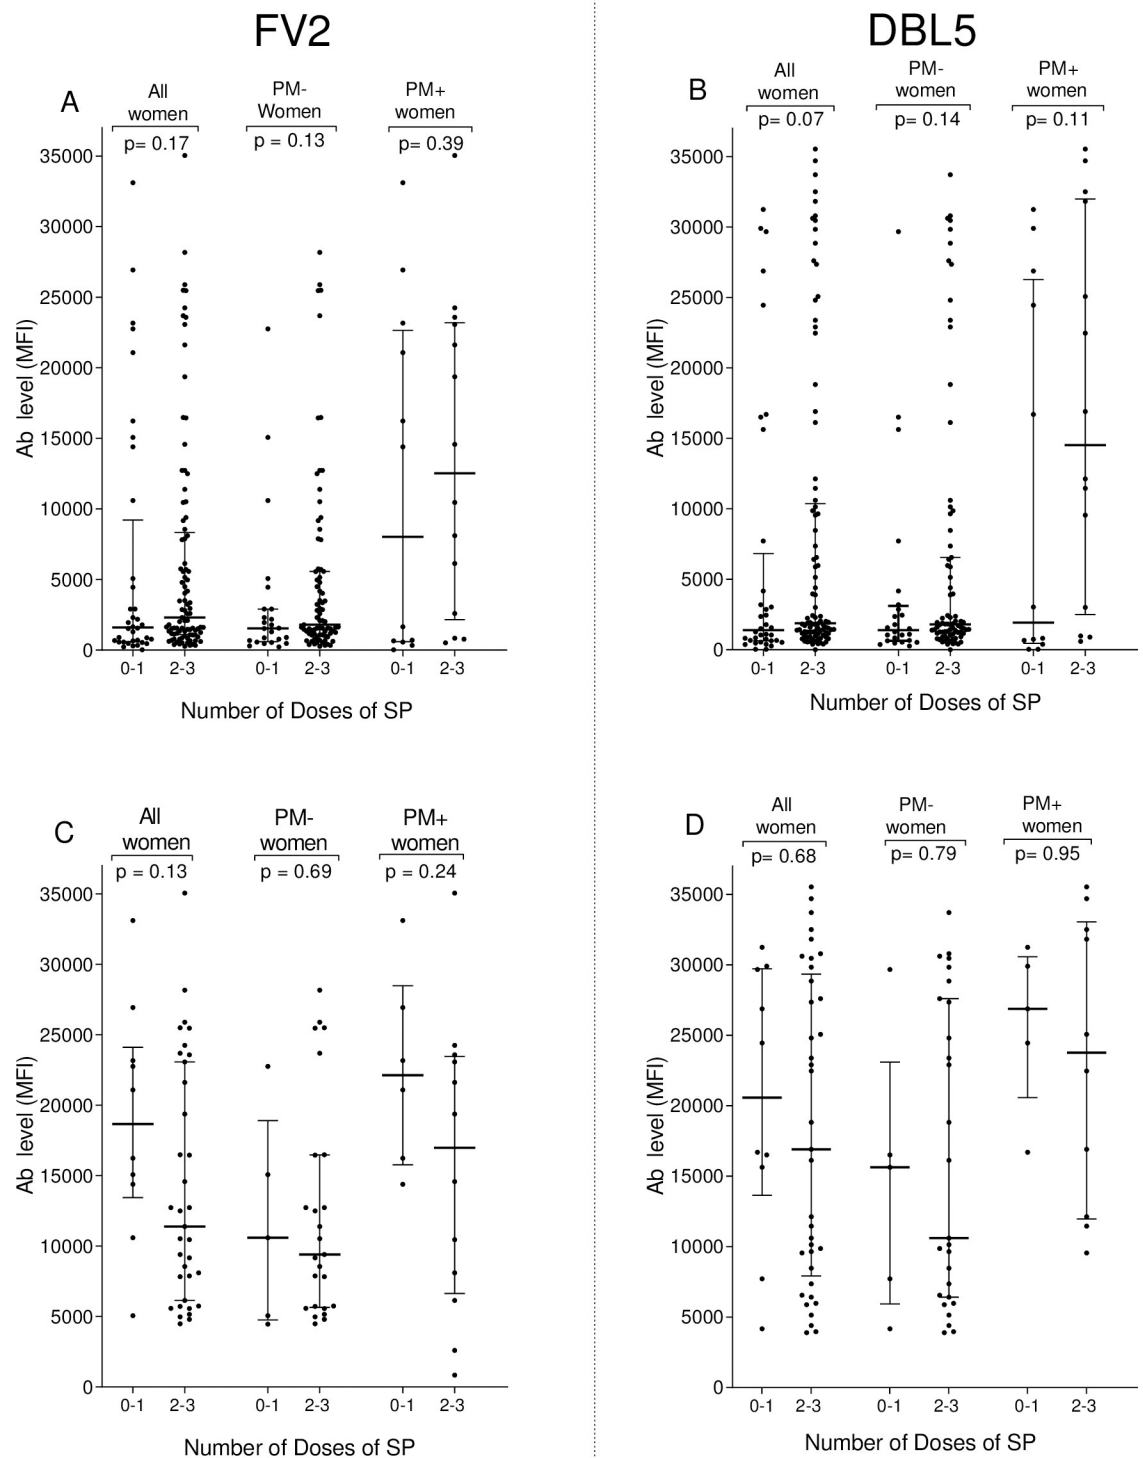 FV2
DBL5
A
All
women
PM-
Women
PM+
women
p= 0.17
p = 0.13
p= 0.39
35000
30000
25000
20000
15000
10000
5000
0
Ab level (MFI)
0-1
2-3
0-1
2-3
0-1
2-3
Number of Doses of SP
B
All
women
PM-
women
PM+
women
p= 0.07
p= 0.14
p= 0.11
35000
30000
25000
20000
15000
10000
5000
0
Ab level (MFI)
0-1
2-3
0-1
2-3
0-1
2-3
Number of Doses of SP
C
All
women
PM-
women
PM+
women
p = 0.13
p = 0.69
p = 0.24
35000
30000
25000
20000
15000
10000
5000
0
Ab level (MFI)
0-1
2-3
0-1
2-3
0-1
2-3
Number of Doses of SP
D
All
women
PM-
women
PM+
women
p= 0.68
p= 0.79
p= 0.95
35000
30000
25000
20000
15000
10000
5000
0
Ab level (MFI)
0-1
2-3
0-1
2-3
0-1
2-3
Number of Doses of SP